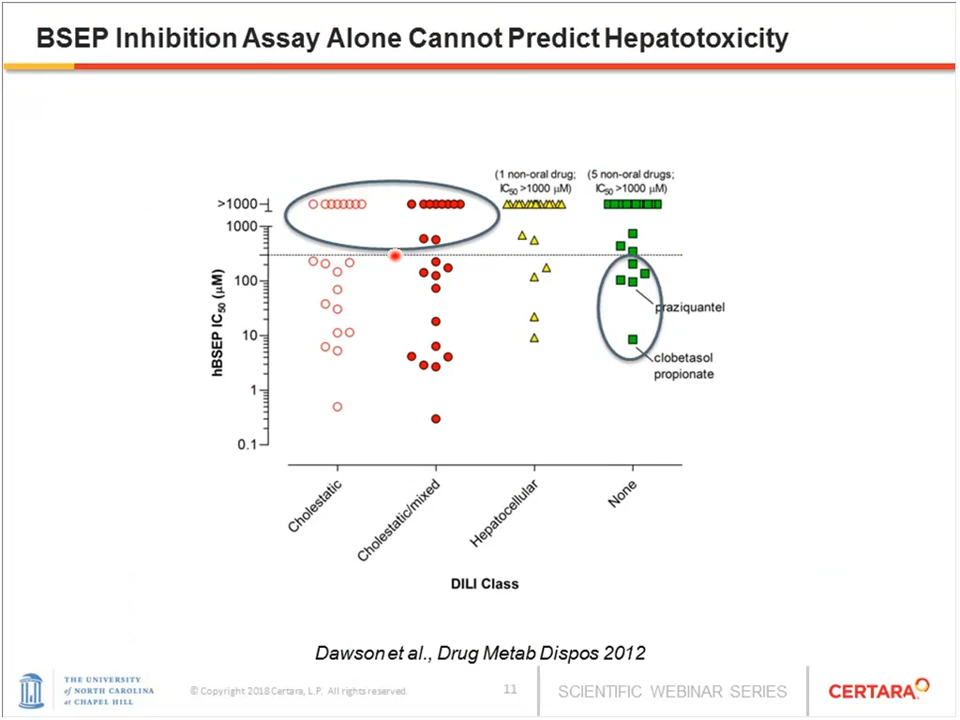 BSEP Inhibition Assay Alone Cannot Predict Hepatotoxicity
(1 non-oral drug;
IC50 >1000 µM)
(5 non-oral drugs;
IC50 >1000 µM)
hBSEP IC50 (µM)
>1000
1000
100
10
1
0.1
praziquantel
clobetasol
propionate
Cholestatic
Cholestatic/mixed
Hepatocellular
None
DILI Class
Dawson et al., Drug Metab Dispos 2012
THE UNIVERSITY
of NORTH CAROLINA
at CHAPEL HILL
© Copyright 2018 Certara, L.P. All rights reserved.
11
SCIENTIFIC WEBINAR SERIES
CERTARA